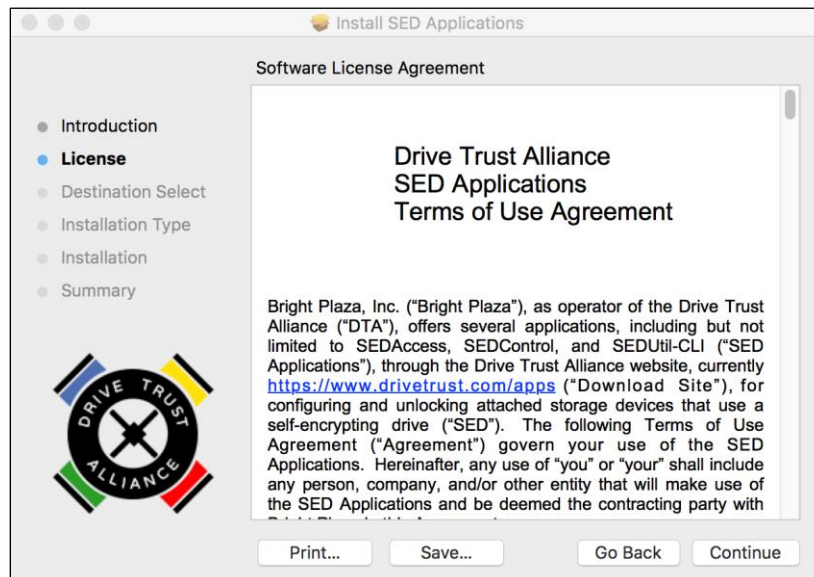 Install SED Applications
Software License Agreement
Introduction
License
Destination Select
Installation Type
Installation
Summary
DRIVE TRUST
ALLIANCE
Drive Trust Alliance
SED Applications
Terms of Use Agreement
Bright Plaza, Inc. (“Bright Plaza”), as operator of the Drive Trust
Alliance (“DTA”), offers several applications, including but not
limited to SEDAccess, SEDControl, and SEDUtil-CLI (“SED
Applications”), through the Drive Trust Alliance website, currently
https://www.drivetrust.com/apps (“Download Site”), for
configuring and unlocking attached storage devices that use a
self-encrypting drive (“SED”). The following Terms of Use
Agreement (“Agreement”) govern your use of the SED
Applications. Hereinafter, any use of “you” or “your” shall include
any person, company, and/or other entity that will make use of
the SED Applications and be deemed the contracting party with
Print...
Save...
Go Back
Continue